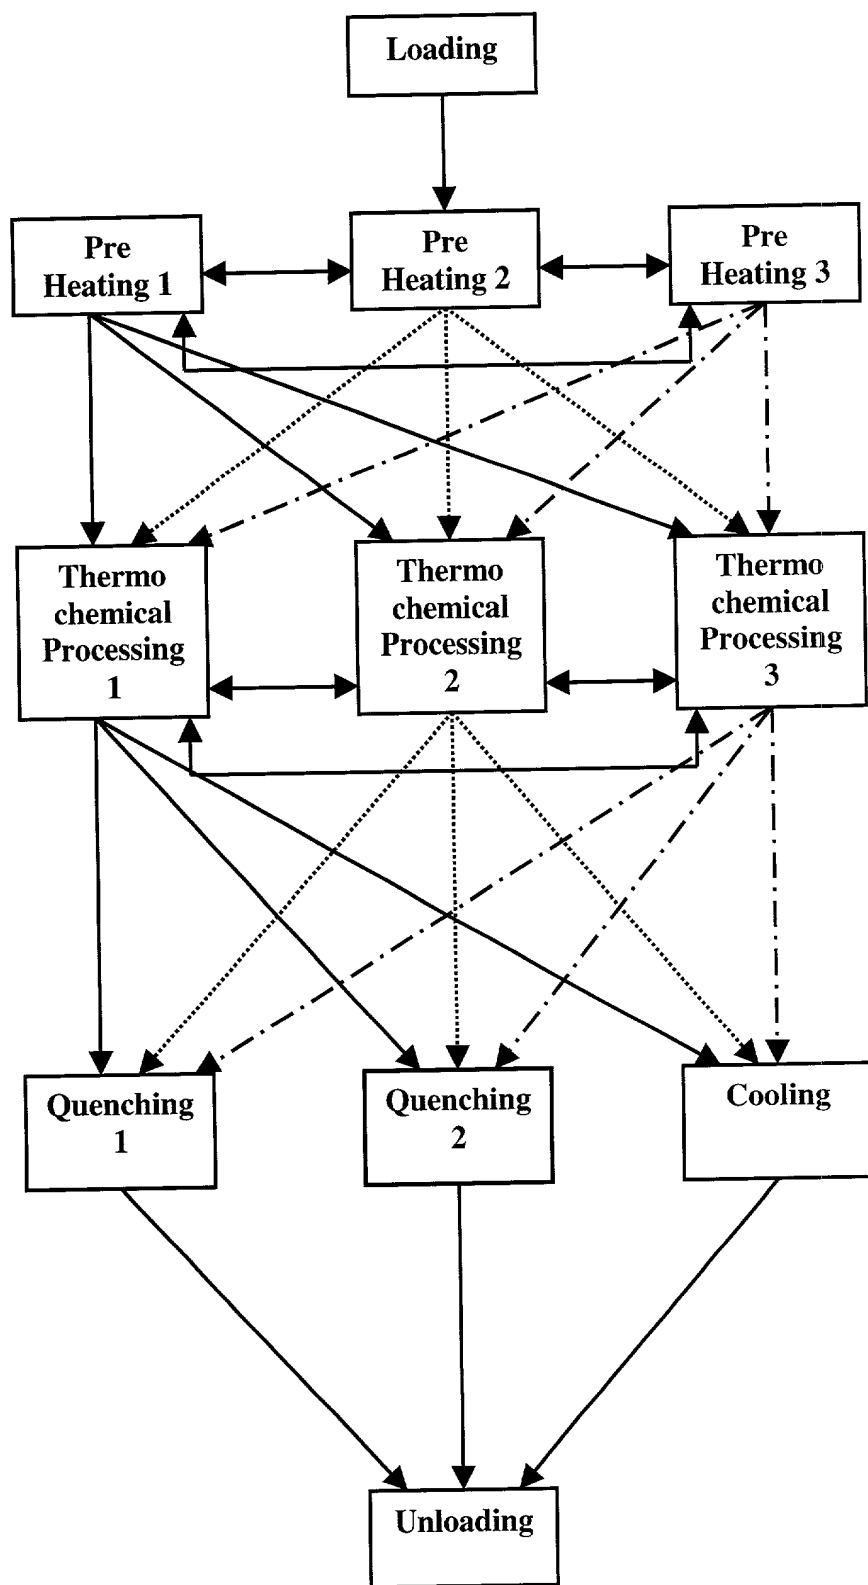 Loading
Pre
Heating 1
Pre
Heating 2
Pre
Heating 3
Thermo
chemical
Processing
1
Thermo
chemical
Processing
2
Thermo
chemical
Processing
3
Quenching
1
Quenching
2
Cooling
Unloading